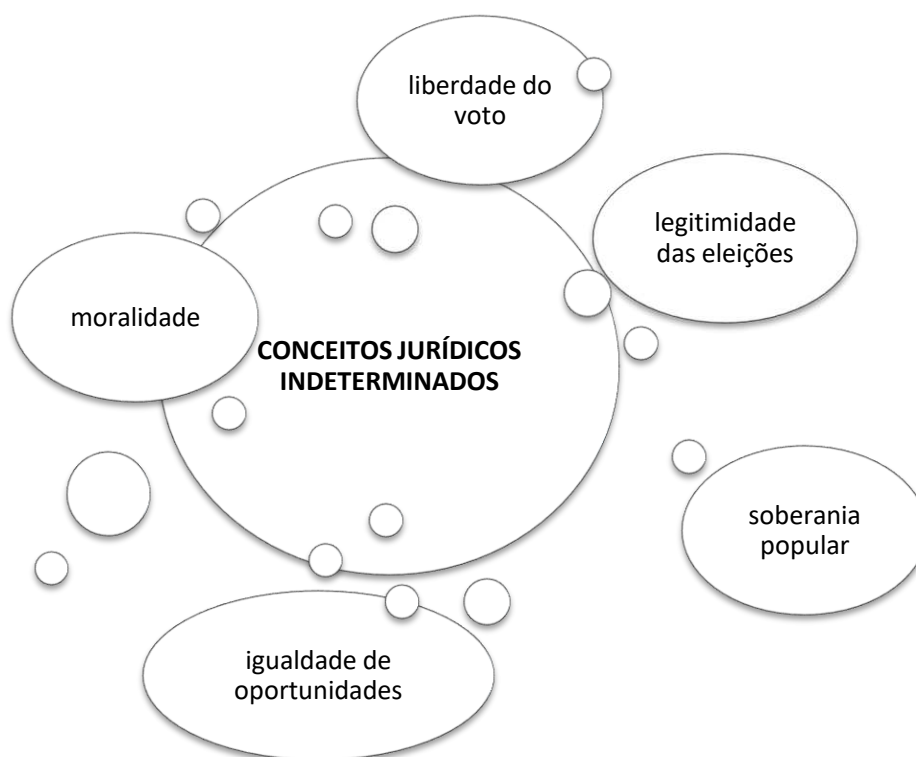 liberdade do
voto
legitimidade
das eleições
moralidade
CONCEITOS JURÍDICOS
INDETERMINADOS
soberania
popular
igualdade de
oportunidades